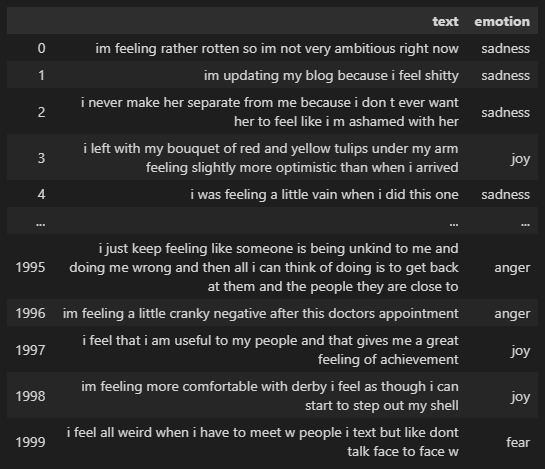 text emotion
0 im feeling rather rotten so im not very ambitious right now sadness
1 im updating my blog because i feel shitty sadness
i never make her separate from me because i don t ever want
2 sadness
her to feel like i m ashamed with her
i left with my bouquet of red and yellow tulips under my arm
3 joy
feeling slightly more optimistic than when i arrived
4 i was feeling a little vain when i did this one sadness
... ... ...
i just keep feeling like someone is being unkind to me and
1995 doing me wrong and then all i can think of doing is to get back anger
at them and the people they are close to
1996 im feeling a little cranky negative after this doctors appointment anger
i feel that i am useful to my people and that gives me a great
1997 joy
feeling of achievement
im feeling more comfortable with derby i feel as though i can
1998 joy
start to step out my shell
i feel all weird when i have to meet w people i text but like dont
1999 fear
talk face to face w